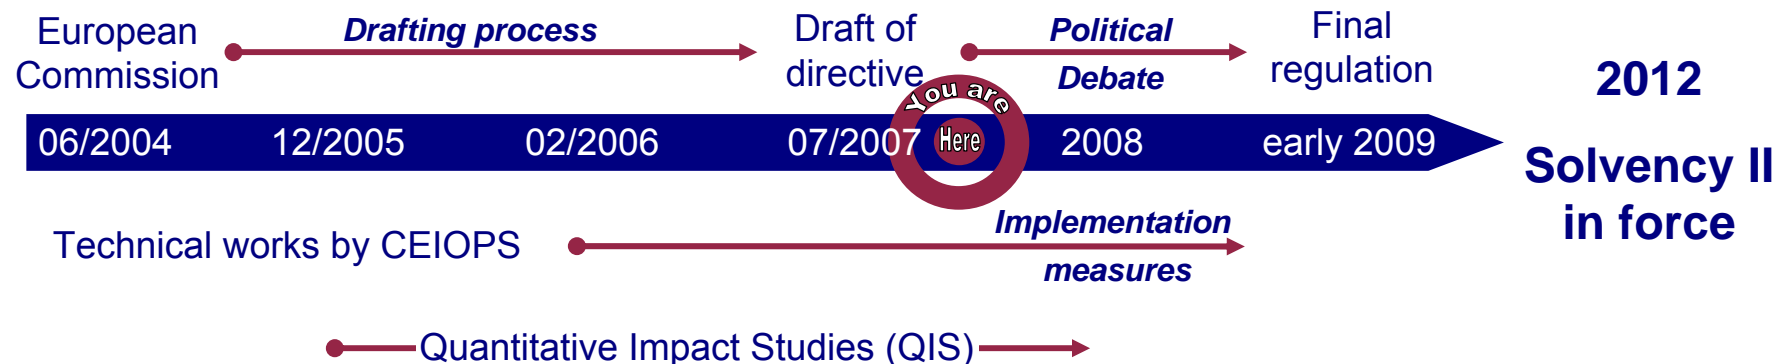 European
Commission
Drafting process
Draft of
directive
Political
Debate
Final
regulation
2012
Solvency II
in force
You are
Here
06/2004 12/2005 02/2006 07/2007 2008 early 2009
Technical works by CEIOPS
Implementation
measures
Quantitative Impact Studies (QIS)